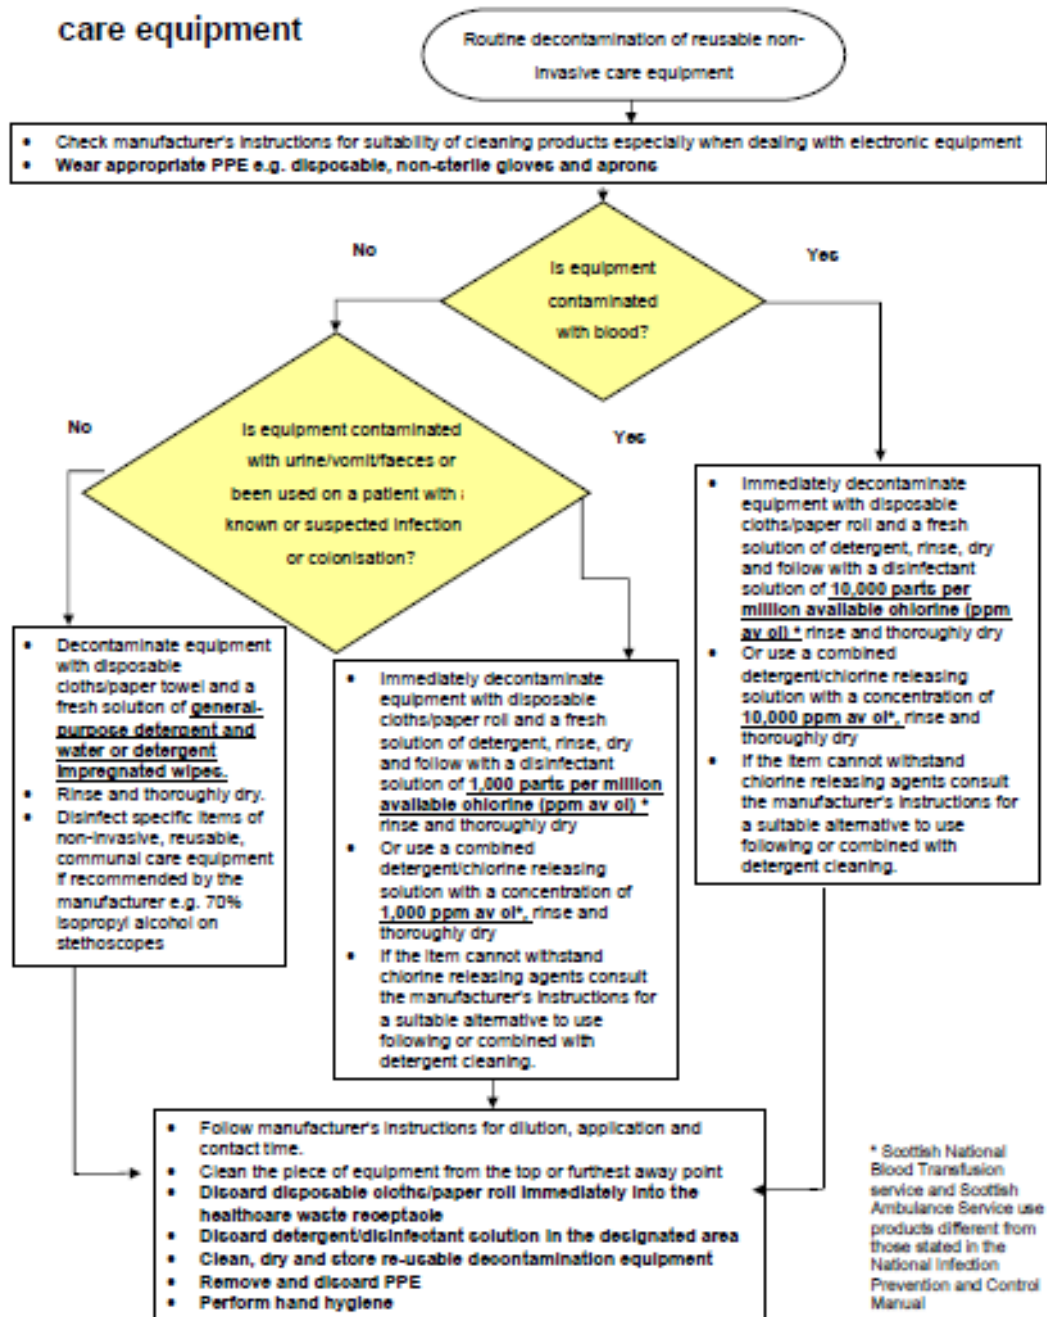 care equipment
Routine decontamination of reusable non-
invasive care equipment
• Check manufacturer's instructions for suitability of cleaning products especially when dealing with electronic equipment
• Wear appropriate PPE e.g. disposable, non-sterile gloves and aprons
No
Yes
Is equipment
contaminated
with blood?
No
Yes
Is equipment contaminated
with urine/vomit/faeces or
been used on a patient with a
known or suspected infection
or colonisation?
• Decontaminate equipment
with disposable
cloths/paper towel and a
fresh solution of general-
purpose detergent and
water or detergent
impregnated wipes.
• Rinse and thoroughly dry.
• Disinfect specific items of
non-invasive, reusable,
communal care equipment
if recommended by the
manufacturer e.g. 70%
isopropyl alcohol on
stethoscopes
• Immediately decontaminate
equipment with disposable
cloths/paper roll and a fresh
solution of detergent, rinse, dry
and follow with a disinfectant
solution of 1,000 parts per million
available chlorine (ppm av cl) *
rinse and thoroughly dry
• Or use a combined
detergent/chlorine releasing
solution with a concentration of
1,000 ppm av cl*, rinse and
thoroughly dry
• If the item cannot withstand
chlorine releasing agents consult
the manufacturer's instructions for
a suitable alternative to use
following or combined with
detergent cleaning.
• Immediately decontaminate
equipment with disposable
cloths/paper roll and a fresh
solution of detergent, rinse, dry
and follow with a disinfectant
solution of 10,000 parts per
million available chlorine (ppm
av cl) * rinse and thoroughly dry
• Or use a combined
detergent/chlorine releasing
solution with a concentration of
10,000 ppm av cl*, rinse and
thoroughly dry
• If the item cannot withstand
chlorine releasing agents consult
the manufacturer's instructions for
a suitable alternative to use
following or combined with
detergent cleaning.
• Follow manufacturer's instructions for dilution, application and
contact time.
• Clean the piece of equipment from the top or furthest away point
• Discard disposable cloths/paper roll immediately into the
healthcare waste receptacle
• Discard detergent/disinfectant solution in the designated area
• Clean, dry and store re-usable decontamination equipment
• Remove and discard PPE
• Perform hand hygiene
* Scottish National
Blood Transfusion
service and Scottish
Ambulance Service use
products different from
those stated in the
National Infection
Prevention and Control
Manual